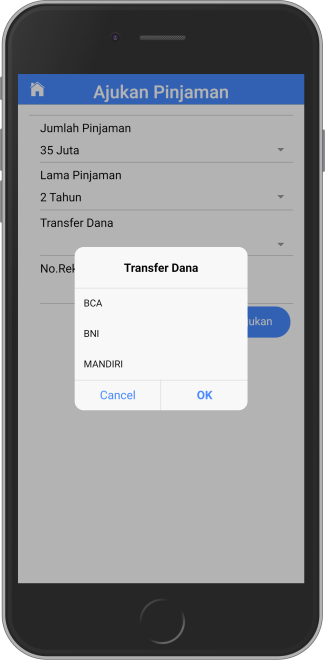 Ajukan Pinjaman
Jumlah Pinjaman
35 Juta
Lama Pinjaman
2 Tahun
Transfer Dana
No.Rek
Transfer Dana
BCA
BNI
MANDIRI
ukan
Cancel
OK